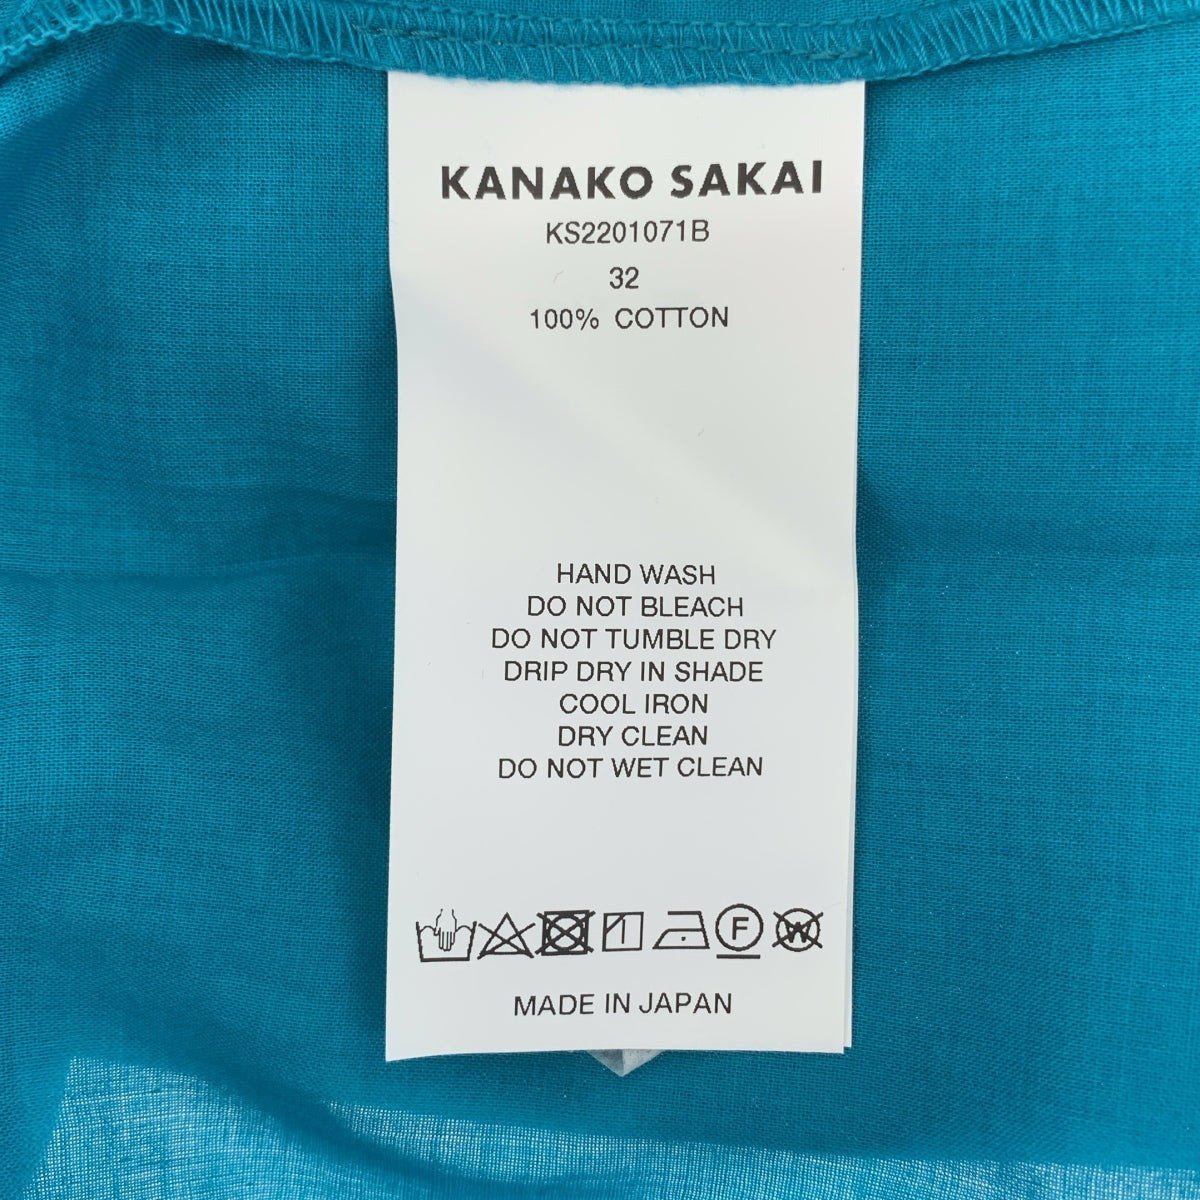 KANAKO SAKAI
KS2201071B
32
100% COTTON
HAND WASH
DO NOT BLEACH
DO NOT TUMBLE DRY
DRIP DRY IN SHADE
COOL IRON
DRY CLEAN
DO NOT WET CLEAN
F W
MADE IN JAPAN